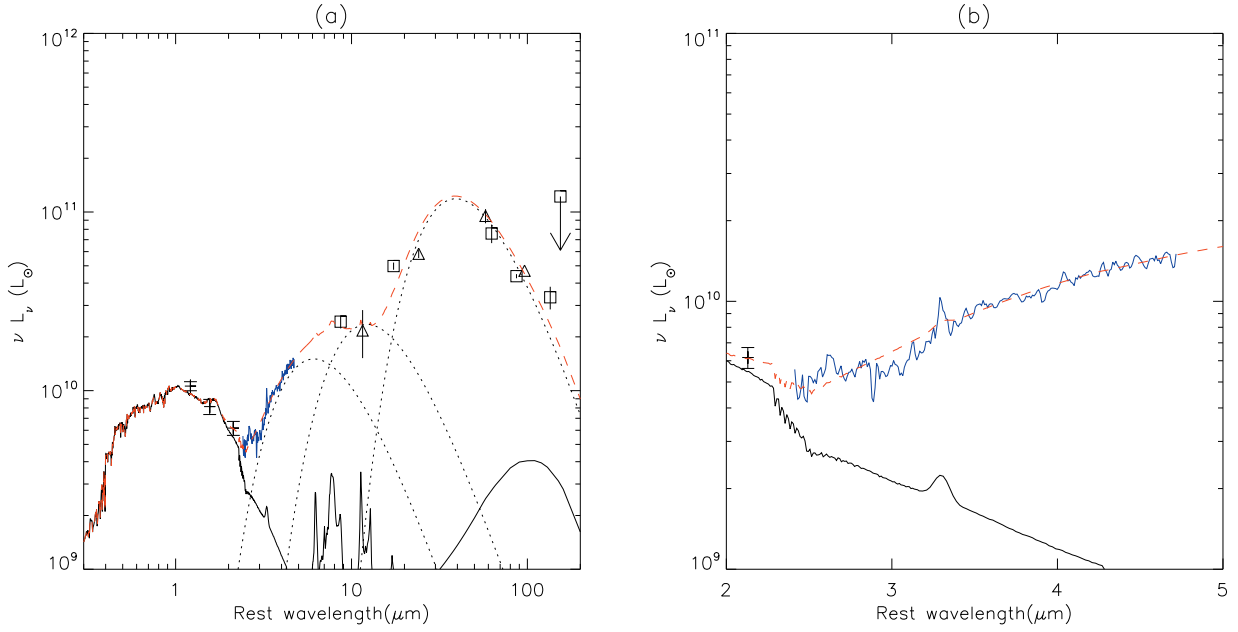 (a)
10¹²
10¹¹
10¹⁰
10⁹
ν L_ν (L_⊙)
1
10
100
Rest wavelength(μm)
(b)
10¹¹
10¹⁰
10⁹
ν L_ν (L_⊙)
2
3
4
5
Rest wavelength(μm)